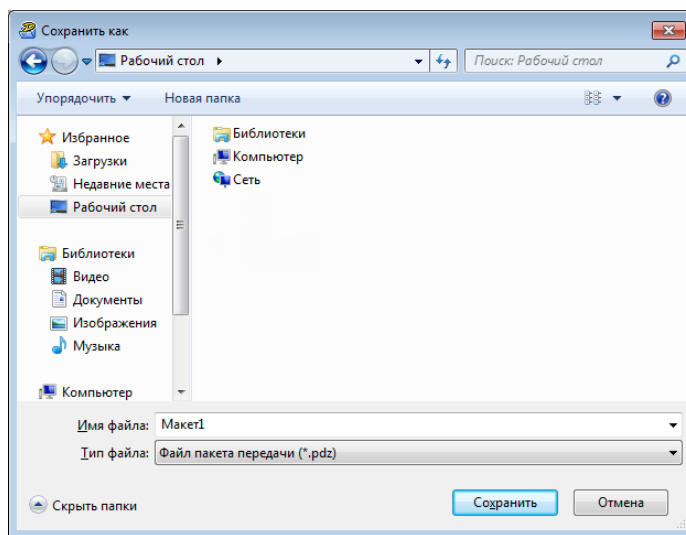 Сохранить как
Рабочий стол
Поиск: Рабочий стол
Упорядочить
Новая папка
Избранное
Загрузки
Недавние места
Рабочий стол
Библиотеки
Видео
Документы
Изображения
Музыка
Компьютер
Библиотеки
Компьютер
Сеть
Имя файла: Макет1
Тип файла: Файл пакета передачи (*.pdz)
Скрыть папки
Сохранить
Отмена